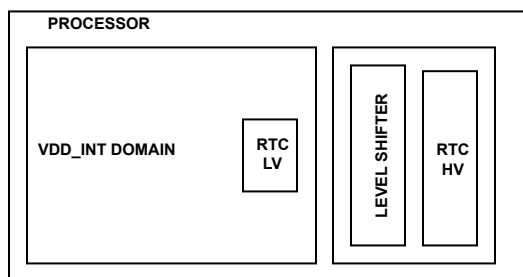 PROCESSOR
VDD_INT DOMAIN
RTC
LV
LEVEL SHIFTER
RTC
HV